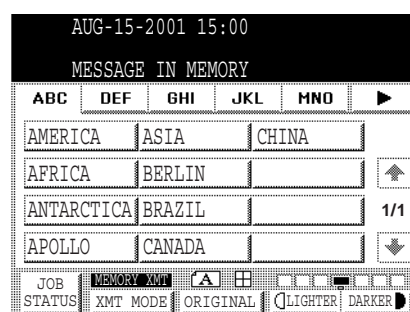 AUG-15-2001 15:00
MESSAGE IN MEMORY
ABC DEF GHI JKL MNO
AMERICA ASIA CHINA
AFRICA BERLIN
ANTARCTICA BRAZIL 1/1
APOLLO CANADA
MEMORY XMT A
JOB STATUS XMT MODE ORIGINAL LIGHTER DARKER